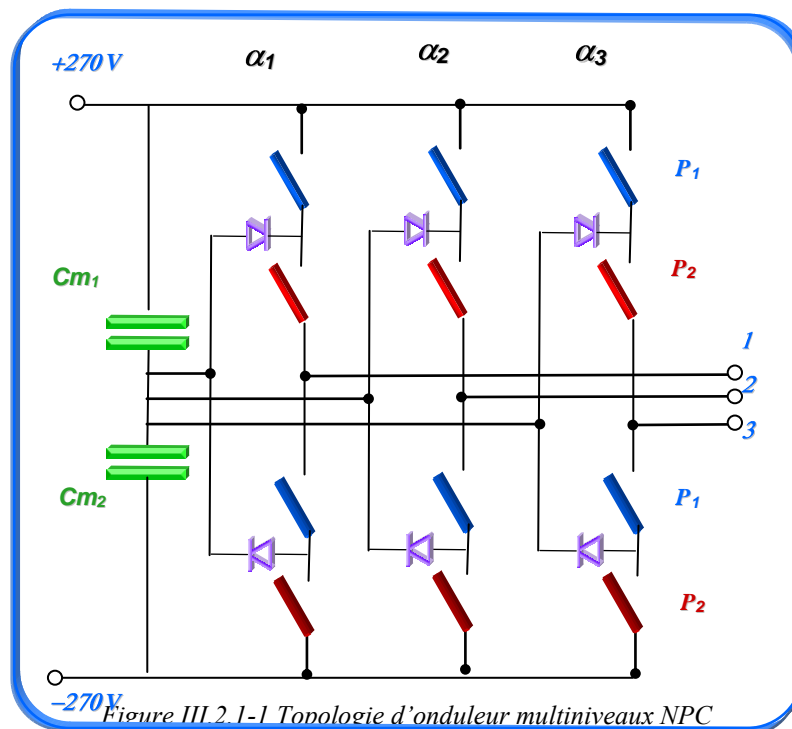 α1 α2 α3
+270 V
P1
Cm1
P2
1
2
3
Cm2
P1
P2
–270 V
Figure III.2.1-1 Topologie d’onduleur multiniveaux NPC